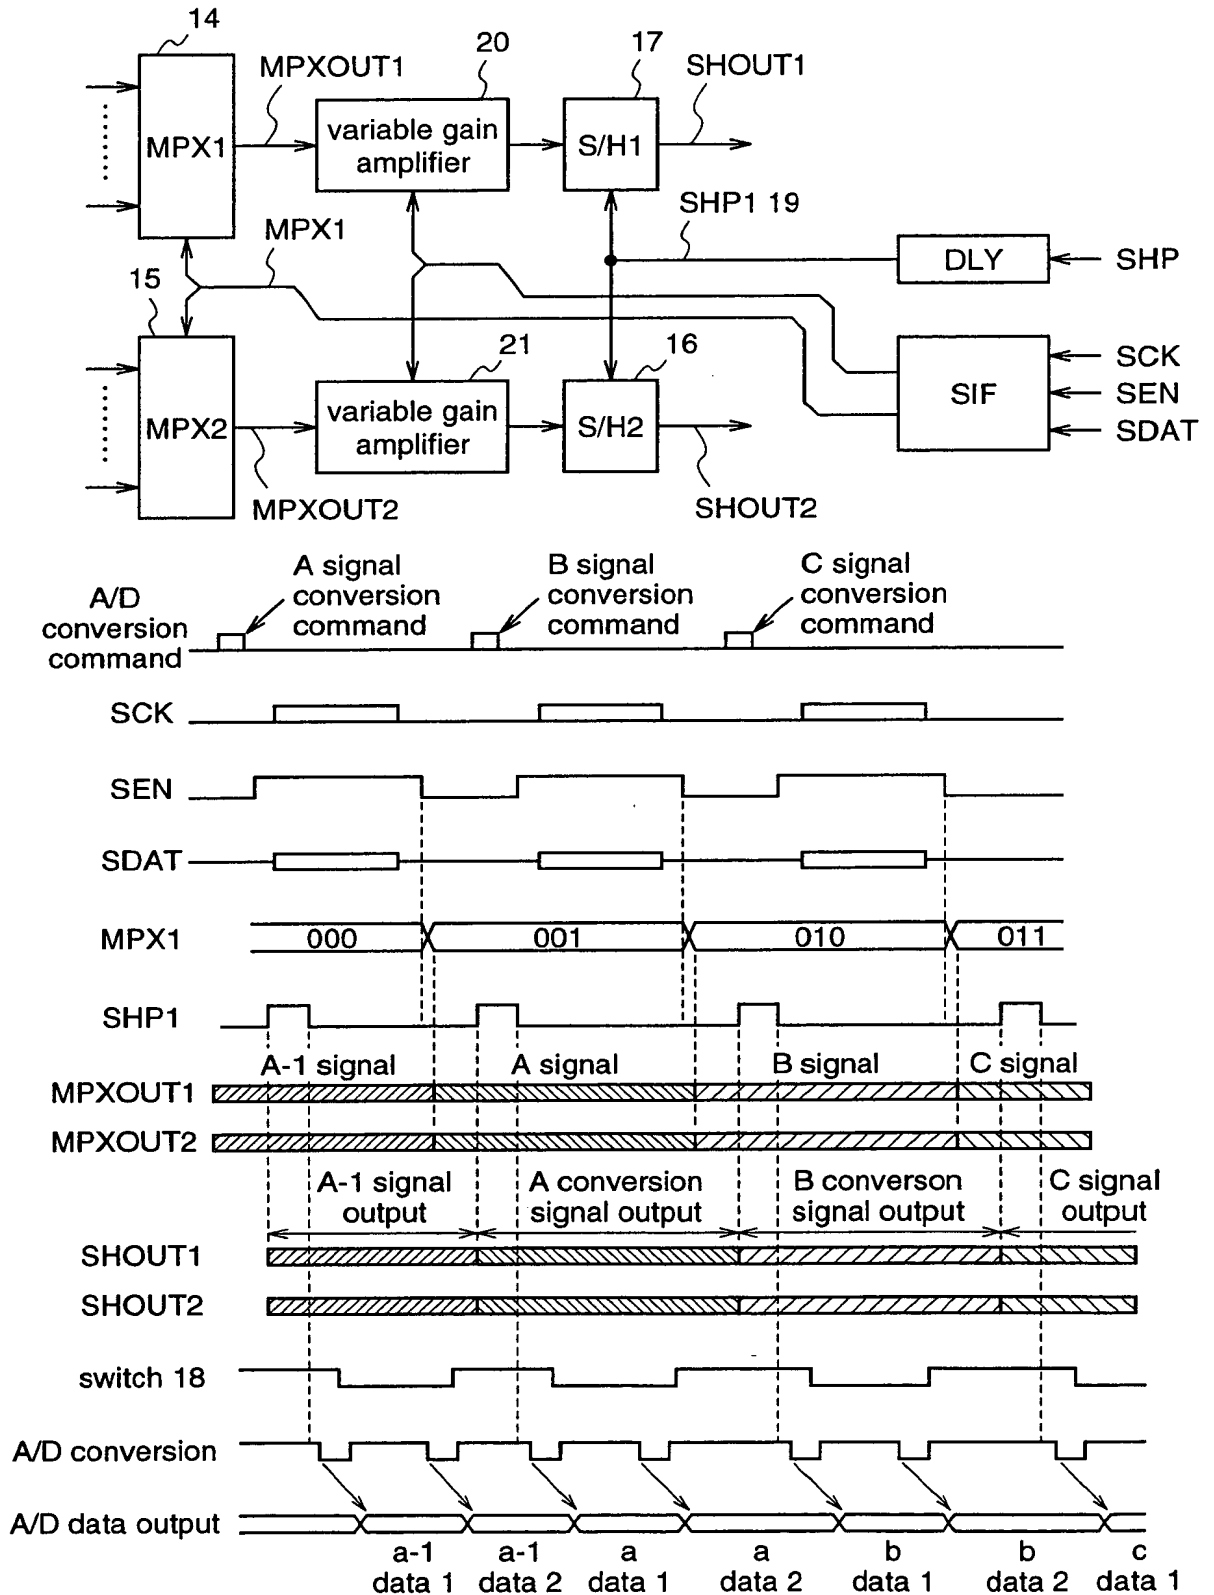 14
MPXOUT1
20
17
SHOUT1
MPX1
variable gain
amplifier
S/H1
MPX1
SHP1 19
DLY
SHP
15
21
16
SIF
SCK
SEN
SDAT
MPX2
variable gain
amplifier
S/H2
MPXOUT2
SHOUT2
A/D
conversion
command
A signal
conversion
command
B signal
conversion
command
C signal
conversion
command
SCK
SEN
SDAT
MPX1
000
001
010
011
SHP1
A-1 signal
A signal
B signal
C signal
MPXOUT1
MPXOUT2
A-1 signal
output
A conversion
signal output
B converson
signal output
C signal
output
SHOUT1
SHOUT2
switch 18
A/D conversion
A/D data output
a-1
data 1
a-1
data 2
a
data 1
a
data 2
b
data 1
b
data 2
c
data 1